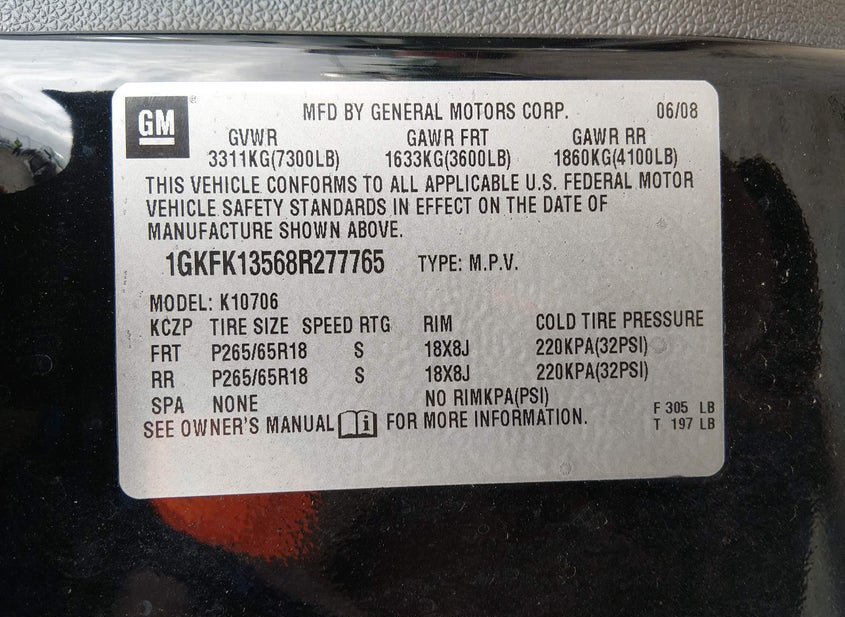 GM
MFD BY GENERAL MOTORS CORP. 06/08
GVWR GAWR FRT GAWR RR
3311KG(7300LB) 1633KG(3600LB) 1860KG(4100LB)
THIS VEHICLE CONFORMS TO ALL APPLICABLE U.S. FEDERAL MOTOR
VEHICLE SAFETY STANDARDS IN EFFECT ON THE DATE OF
MANUFACTURE SHOWN ABOVE.
1GKFK13568R277765 TYPE: M.P.V.
MODEL: K10706
KCZP TIRE SIZE SPEED RTG RIM COLD TIRE PRESSURE
FRT P265/65R18 S 18X8J 220KPA(32PSI)
RR P265/65R18 S 18X8J 220KPA(32PSI)
SPA NONE NO RIMKPA(PSI)
SEE OWNER'S MANUAL i FOR MORE INFORMATION.
F 305 LB
T 197 LB